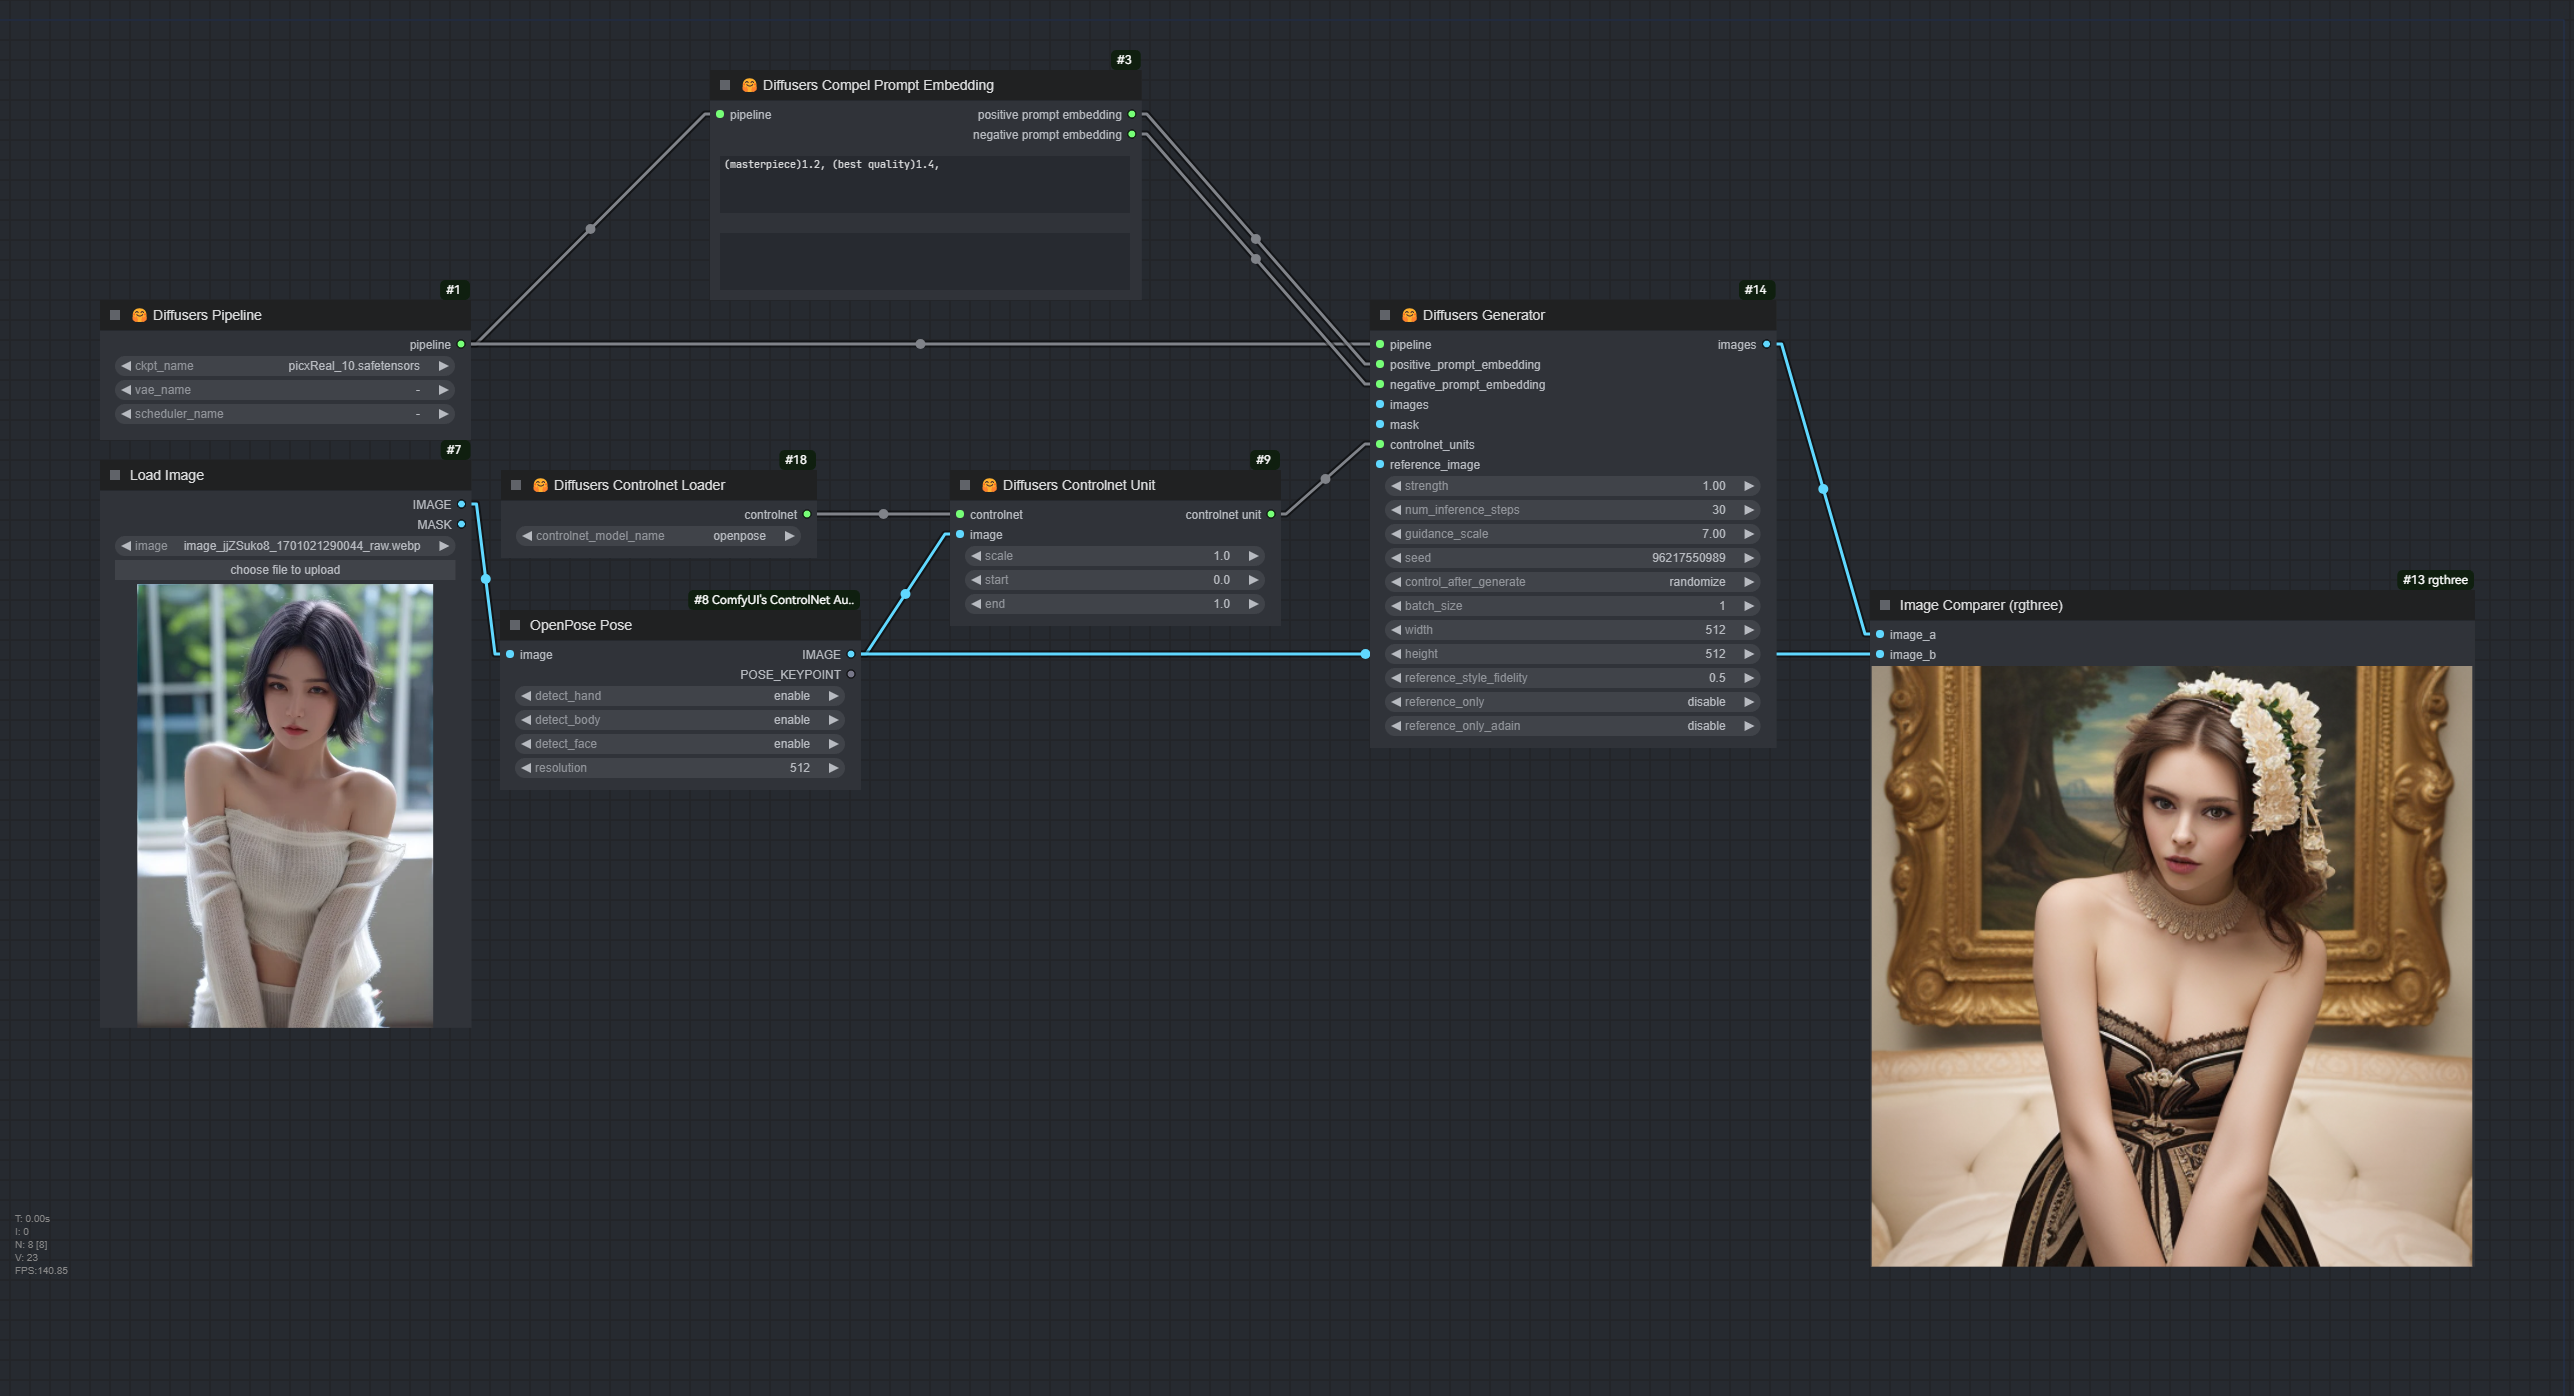 #3
🤗 Diffusers Compel Prompt Embedding
pipeline
positive prompt embedding
negative prompt embedding
(masterpiece)1.2, (best quality)1.4,
#1
🤗 Diffusers Pipeline
pipeline
ckpt_name picxReal_10.safetensors
vae_name -
scheduler_name -
#7
Load Image
IMAGE
MASK
image image_jjZSuko8_1701021290044_raw.webp
choose file to upload
#18
🤗 Diffusers Controlnet Loader
controlnet
controlnet_model_name openpose
#8 ComfyUI's ControlNet Au..
OpenPose Pose
image IMAGE
POSE_KEYPOINT
detect_hand enable
detect_body enable
detect_face enable
resolution 512
#9
🤗 Diffusers Controlnet Unit
controlnet controlnet unit
image
scale 1.0
start 0.0
end 1.0
#14
🤗 Diffusers Generator
pipeline images
positive_prompt_embedding
negative_prompt_embedding
images
mask
controlnet_units
reference_image
strength 1.00
num_inference_steps 30
guidance_scale 7.00
seed 96217550989
control_after_generate randomize
batch_size 1
width 512
height 512
reference_style_fidelity 0.5
reference_only disable
reference_only_adain disable
#13 rgthree
Image Comparer (rgthree)
image_a
image_b
T: 0.00s
I: 0
N: 8 [8]
V: 23
FPS:140.85